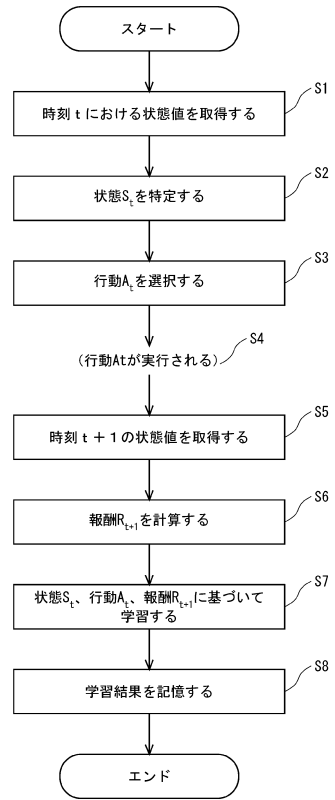 スタート
S1
時刻tにおける状態値を取得する
S2
状態Stを特定する
S3
行動Atを選択する
S4
(行動Atが実行される)
S5
時刻t+1の状態値を取得する
S6
報酬Rt+1を計算する
S7
状態St、行動At、報酬Rt+1に基づいて
学習する
S8
学習結果を記憶する
エンド